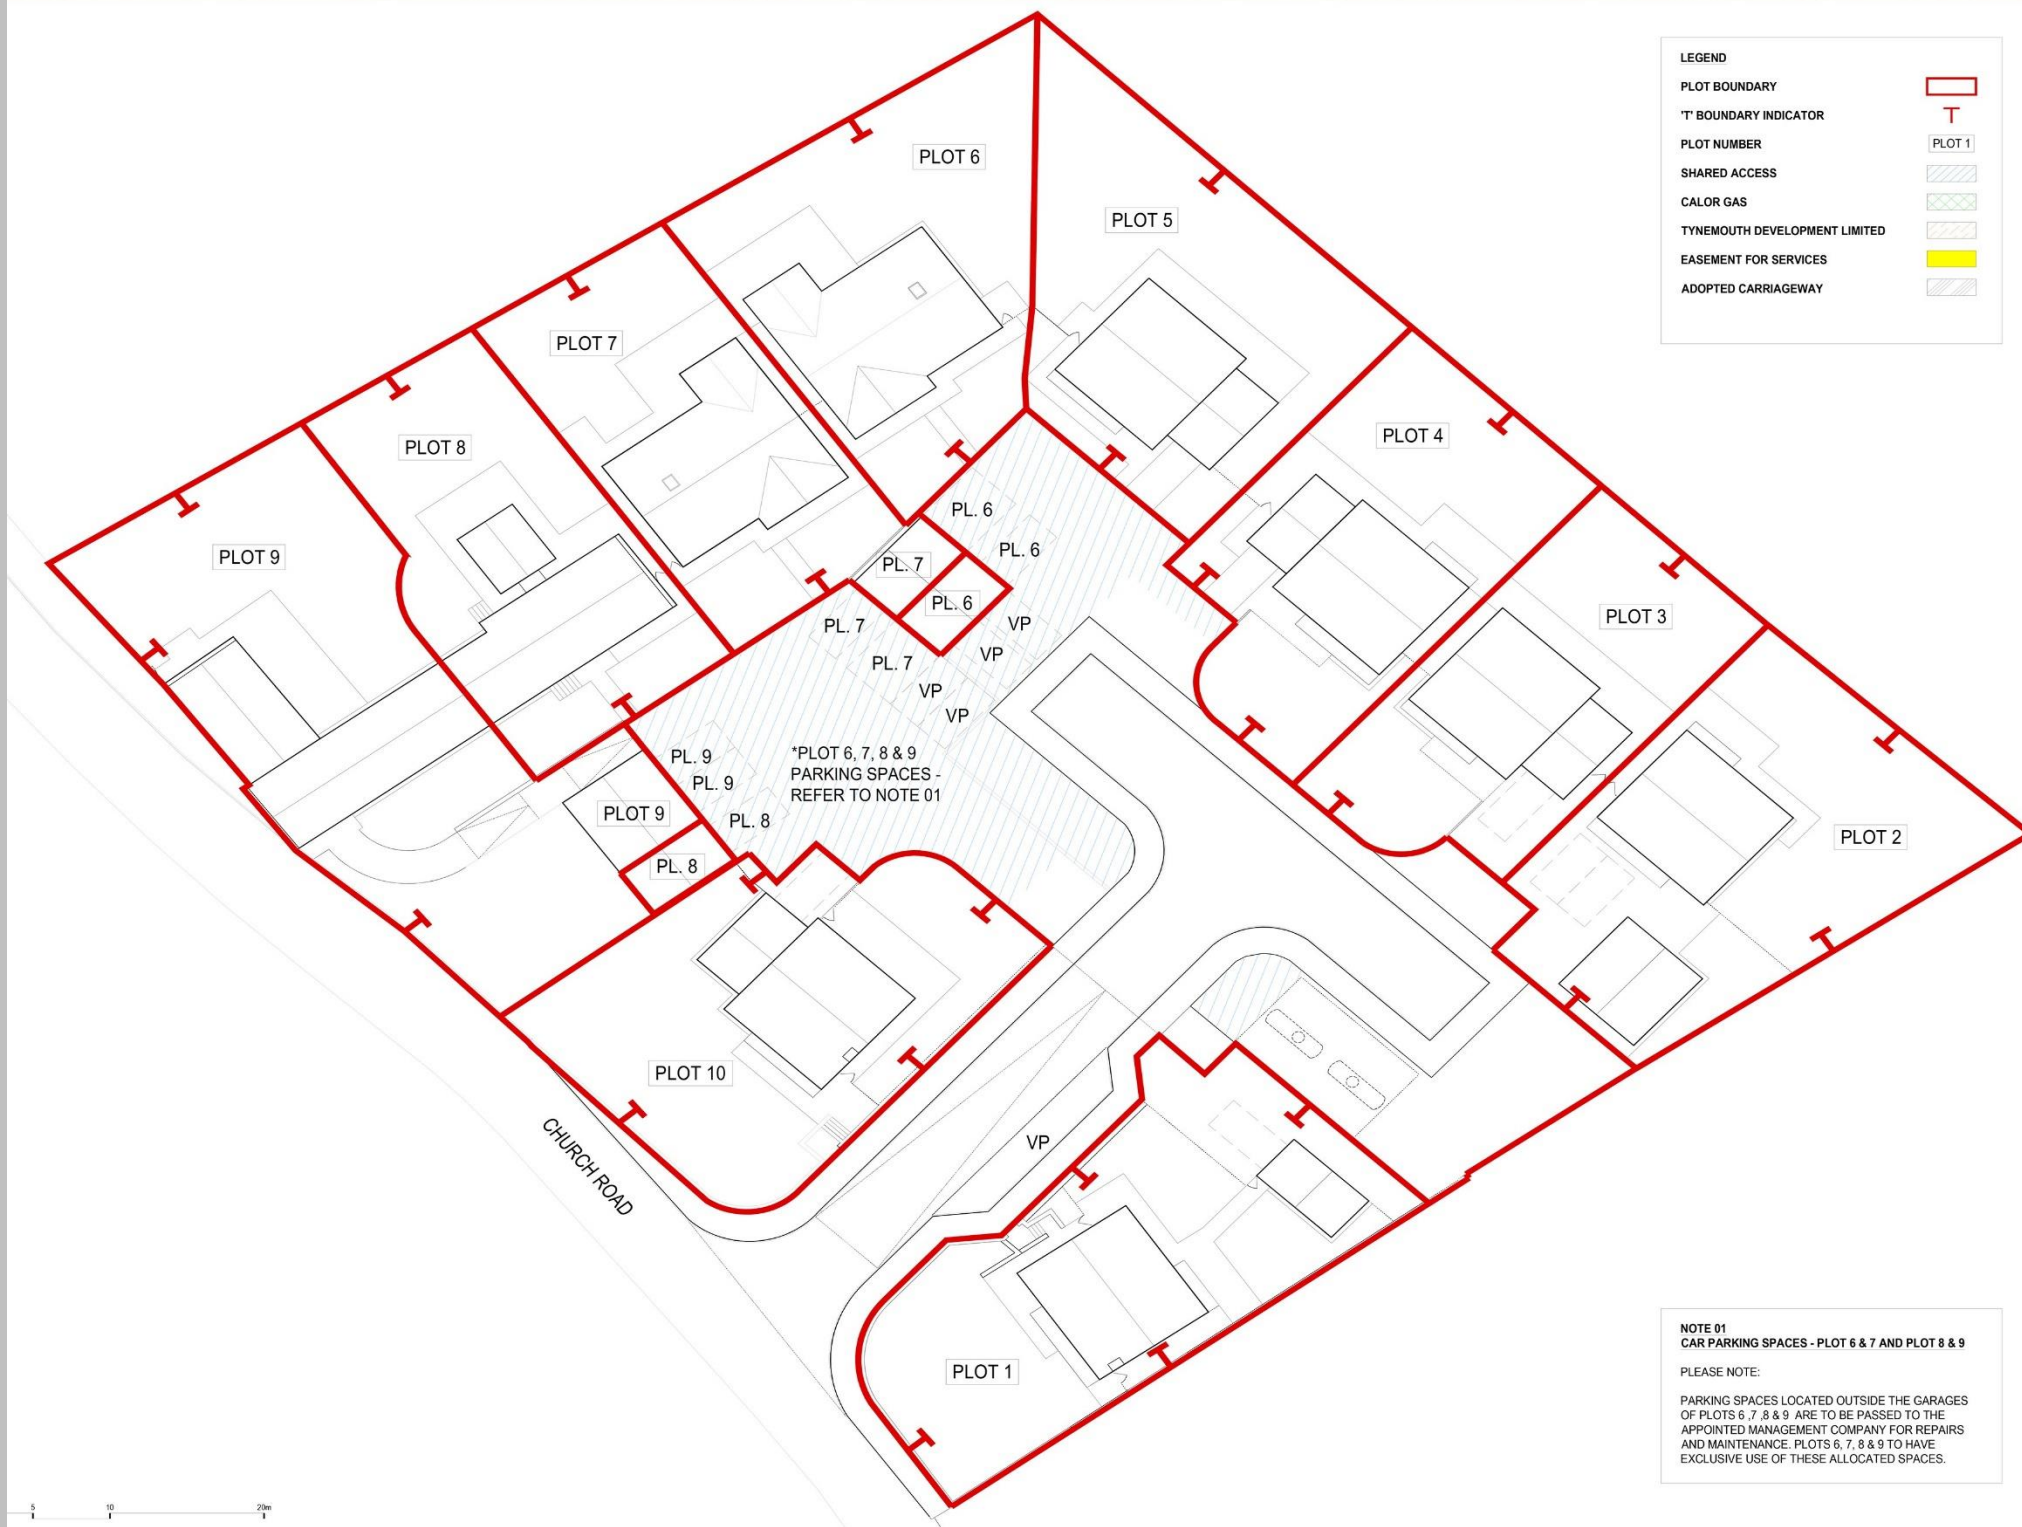 LEGEND
PLOT BOUNDARY
'T' BOUNDARY INDICATOR
PLOT NUMBER
PLOT 1
SHARED ACCESS
CALOR GAS
TYNEMOUTH DEVELOPMENT LIMITED
EASEMENT FOR SERVICES
ADOPTED CARRIAGEWAY
PLOT 6
PLOT 5
PLOT 7
PLOT 8
PLOT 4
PLOT 9
PL. 6
PL. 6
PL. 7
PL. 6
PLOT 3
PL. 7
VP
PL. 7
VP
VP
VP
PL. 9
PL. 9
*PLOT 6, 7, 8 & 9
PARKING SPACES -
REFER TO NOTE 01
PLOT 9
PL. 8
PLOT 2
PL. 8
PLOT 10
CHURCH ROAD
VP
PLOT 1
NOTE 01
CAR PARKING SPACES - PLOT 6 & 7 AND PLOT 8 & 9
PLEASE NOTE:
PARKING SPACES LOCATED OUTSIDE THE GARAGES
OF PLOTS 6 ,7 ,8 & 9 ARE TO BE PASSED TO THE
APPOINTED MANAGEMENT COMPANY FOR REPAIRS
AND MAINTENANCE. PLOTS 6, 7, 8 & 9 TO HAVE
EXCLUSIVE USE OF THESE ALLOCATED SPACES.
5 10 20m